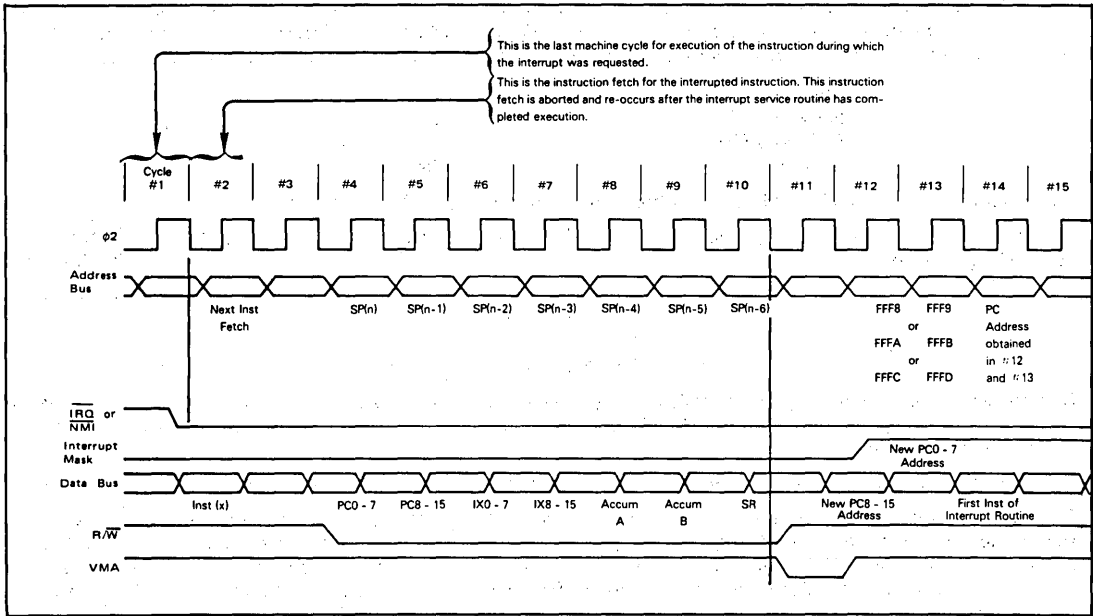 This is the last machine cycle for execution of the instruction during which
the interrupt was requested.
This is the instruction fetch for the interrupted instruction. This instruction
fetch is aborted and re-occurs after the interrupt service routine has com-
pleted execution.
Cycle
#1 #2 #3 #4 #5 #6 #7 #8 #9 #10 #11 #12 #13 #14 #15
φ2
Address
Bus
Next Inst
Fetch
SP(n) SP(n-1) SP(n-2) SP(n-3) SP(n-4) SP(n-5) SP(n-6)
FFF8 FFF9
or
FFFA FFFB
or
FFFC FFFD
PC
Address
obtained
in #12
and #13
IRQ or
NMI
Interrupt
Mask
New PC0 - 7
Address
Data Bus
Inst (x)
PC0 - 7
PC8 - 15
IX0 - 7
IX8 - 15
Accum
A
Accum
B
SR
New PC8 - 15
Address
First Inst of
Interrupt Routine
R/W
VMA